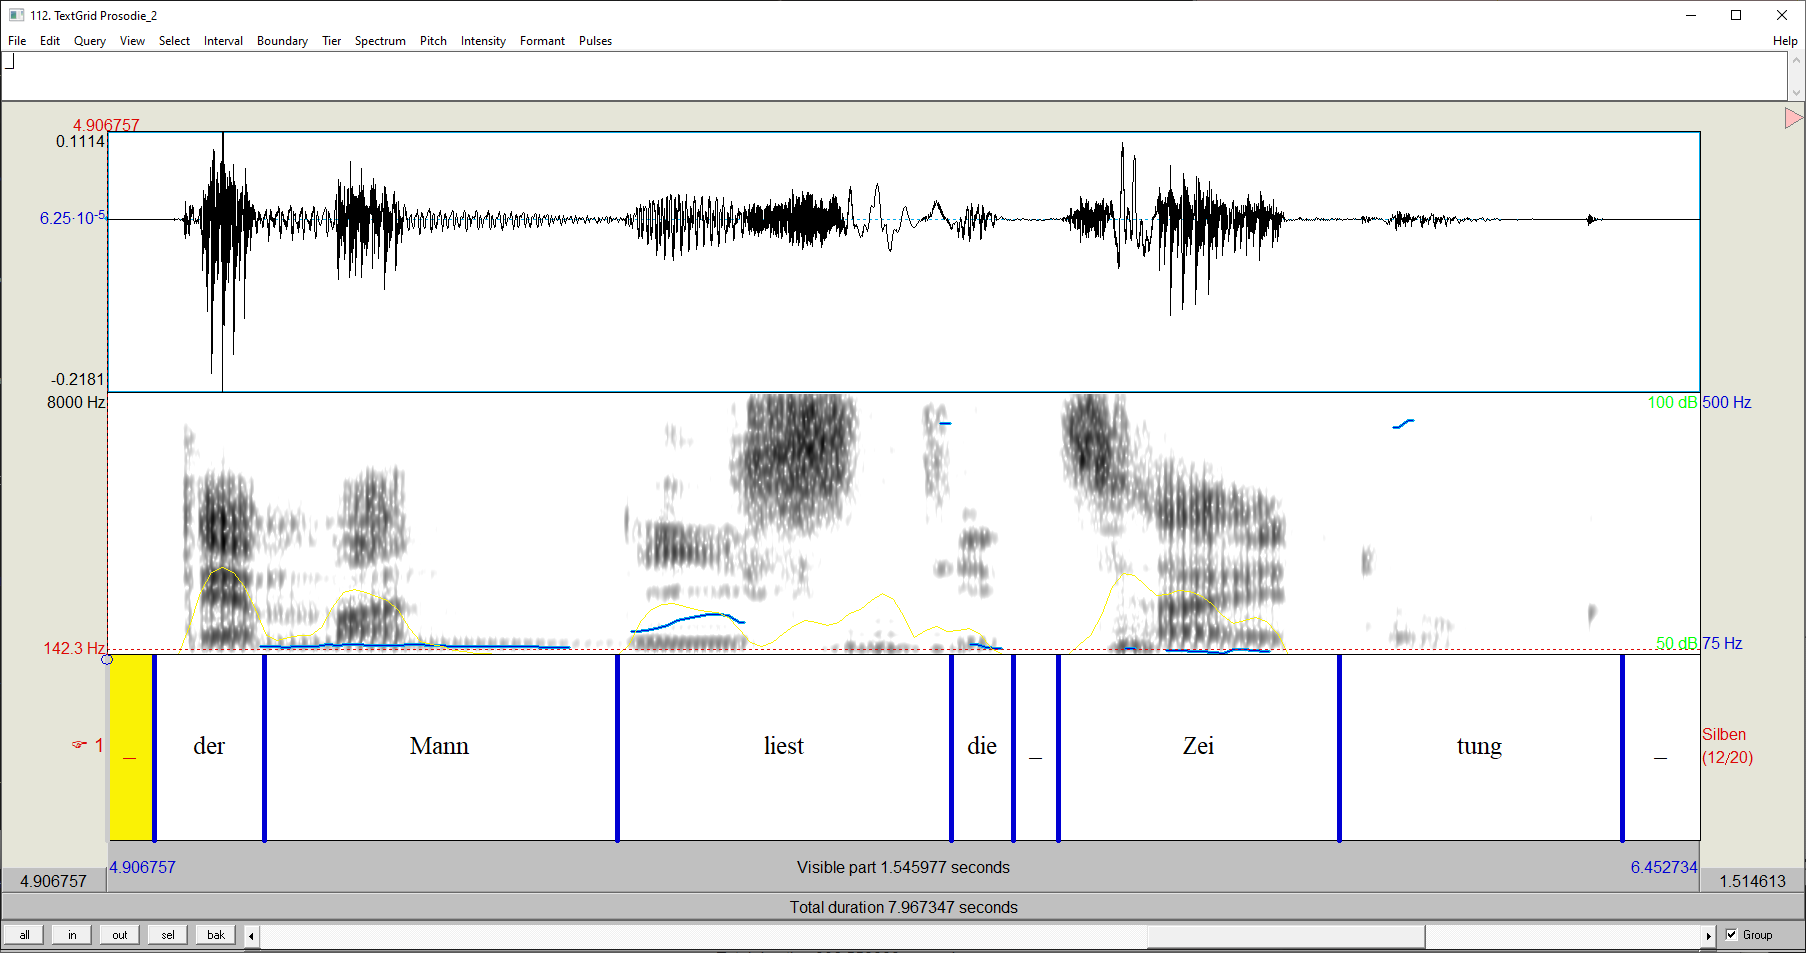 112. TextGrid Prosodie_2
File Edit Query View Select Interval Boundary Tier Spectrum Pitch Intensity Formant Pulses Help
4.906757
0.1114
6.25·10-5
-0.2181
8000 Hz 100 dB 500 Hz
142.3 Hz 50 dB 75 Hz
1 _ der Mann liest die _ Zei tung _ Silben
(12/20)
4.906757 Visible part 1.545977 seconds 6.452734
4.906757 1.514613
Total duration 7.967347 seconds
all in out sel bak Group